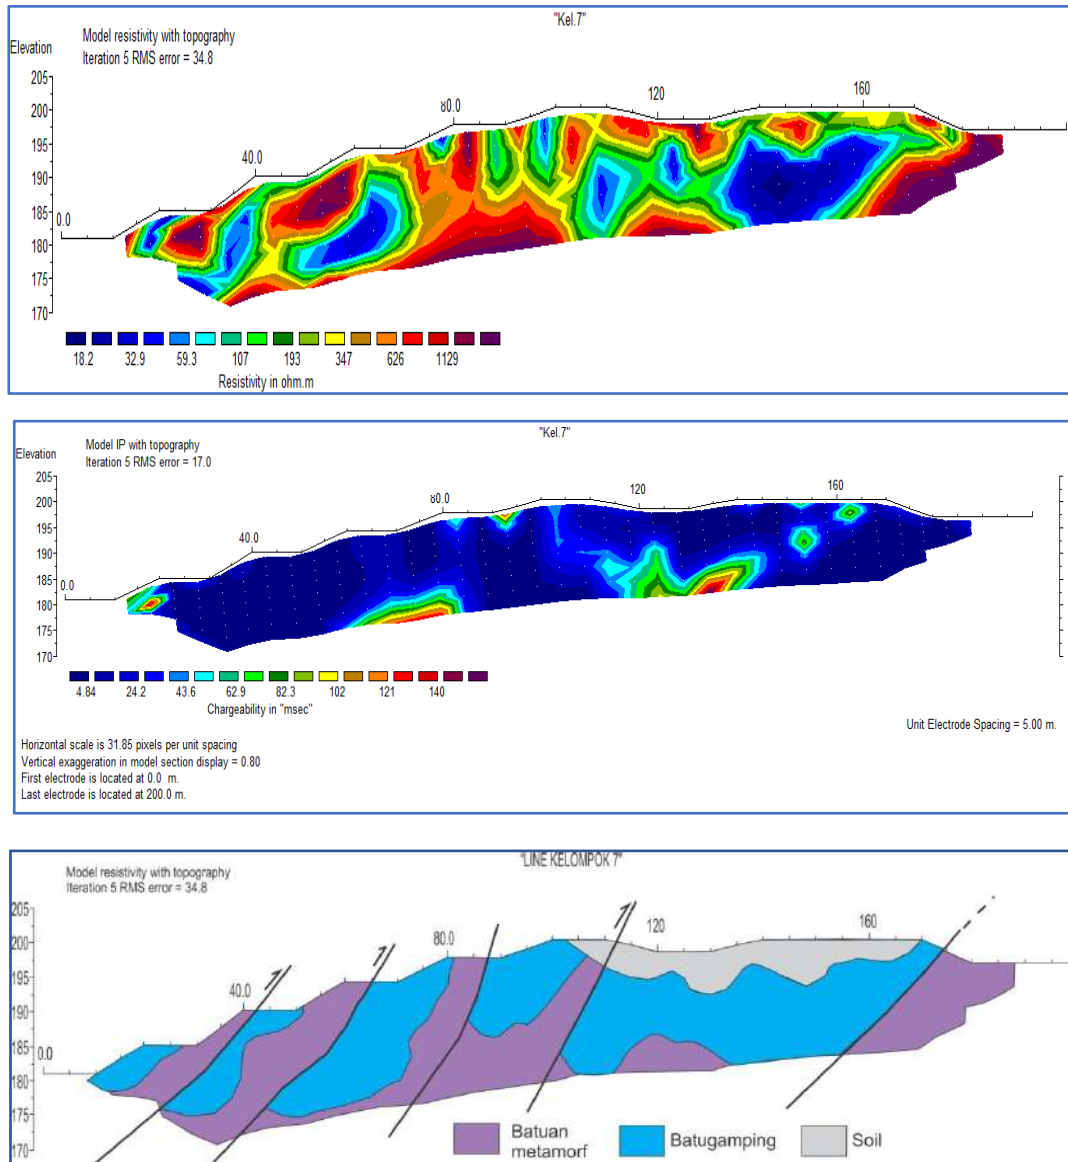 "Kel.7"
Model resistivity with topography
Iteration 5 RMS error = 34.8
Elevation
205
200
195
190
185
180
175
170
0.0
40.0
80.0
120
160
18.2 32.9 59.3 107 193 347 626 1129
Resistivity in ohm.m
"Kel.7"
Model IP with topography
Iteration 5 RMS error = 17.0
Elevation
205
200
195
190
185
180
175
170
0.0
40.0
80.0
120
160
4.84 24.2 43.6 62.9 82.3 102 121 140
Chargeability in "msec"
Unit Electrode Spacing = 5.00 m.
Horizontal scale is 31.85 pixels per unit spacing
Vertical exaggeration in model section display = 0.80
First electrode is located at 0.0 m.
Last electrode is located at 200.0 m.
"LINE KELOMPOK 7"
Model resistivity with topography
Iteration 5 RMS error = 34.8
205
200
195
190
185
180
175
170
0.0
40.0
80.0
120
160
Batuan
metamorf
Batugamping
Soil